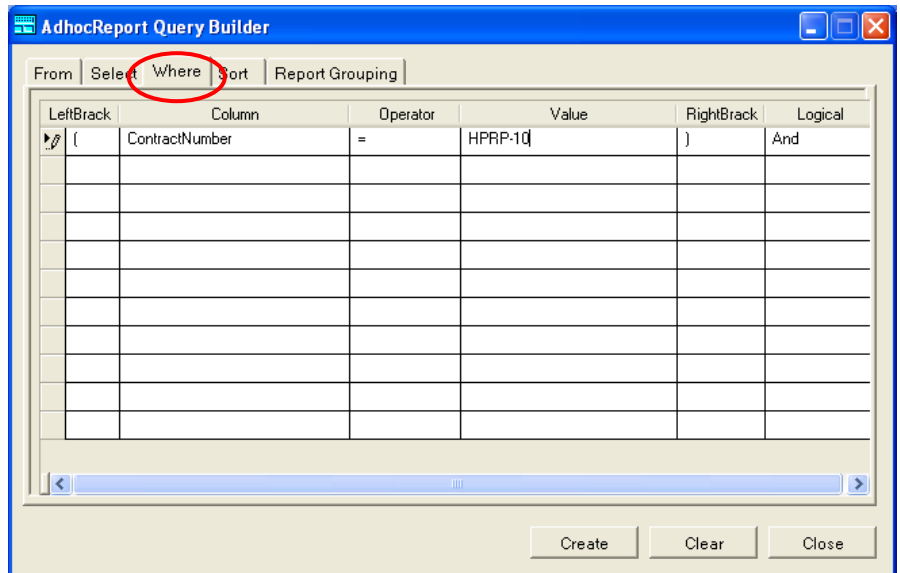 AdhocReport Query Builder
From Select Where Sort Report Grouping
LeftBrack Column Operator Value RightBrack Logical
( ContractNumber = HPRP-10 ) And
Create Clear Close